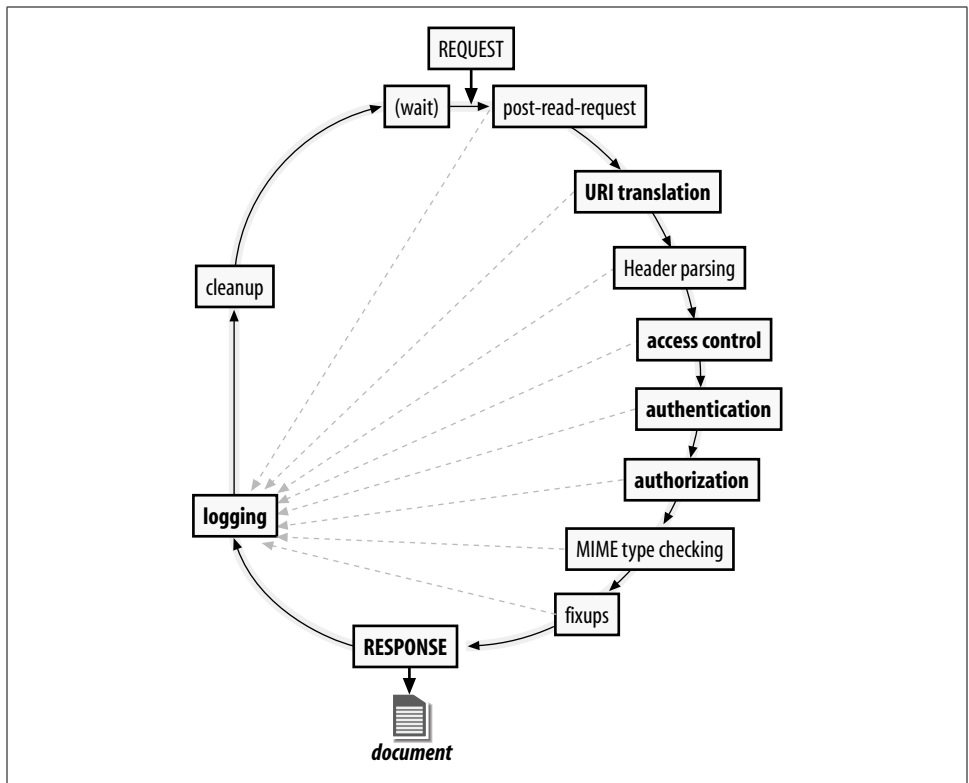 REQUEST
(wait)
post-read-request
URI translation
Header parsing
cleanup
access control
authentication
authorization
logging
MIME type checking
fixups
RESPONSE
document